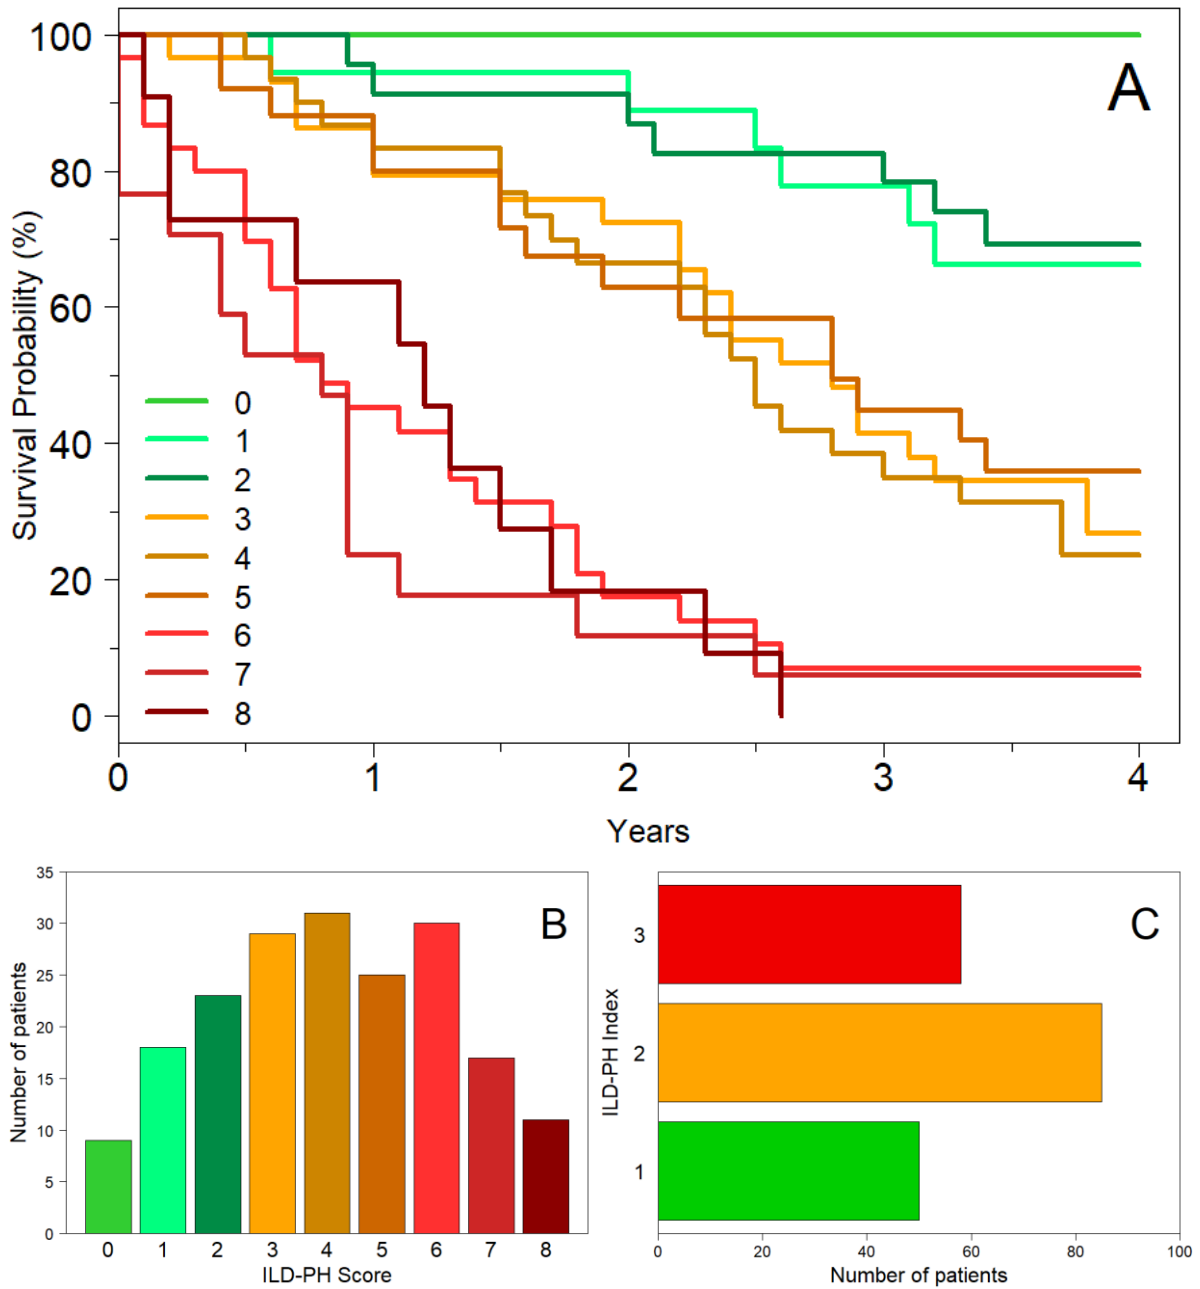 A
Survival Probability (%)
100
80
60
40
20
0
0
1
2
3
4
5
6
7
8
0 1 2 3 4
Years
B
Number of patients
35
30
25
20
15
10
5
0
0 1 2 3 4 5 6 7 8
ILD-PH Score
C
ILD-PH Index
3
2
1
0 20 40 60 80 100
Number of patients